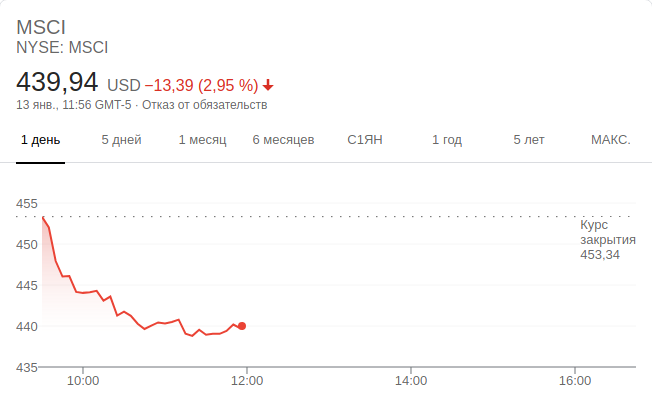 MSCI
NYSE: MSCI
439,94 USD −13,39 (2,95 %)
13 янв., 11:56 GMT-5 · Отказ от обязательств
1 день 5 дней 1 месяц 6 месяцев С1ЯН 1 год 5 лет МАКС.
455
Курс
закрытия
453,34
450
445
440
435
10:00 12:00 14:00 16:00